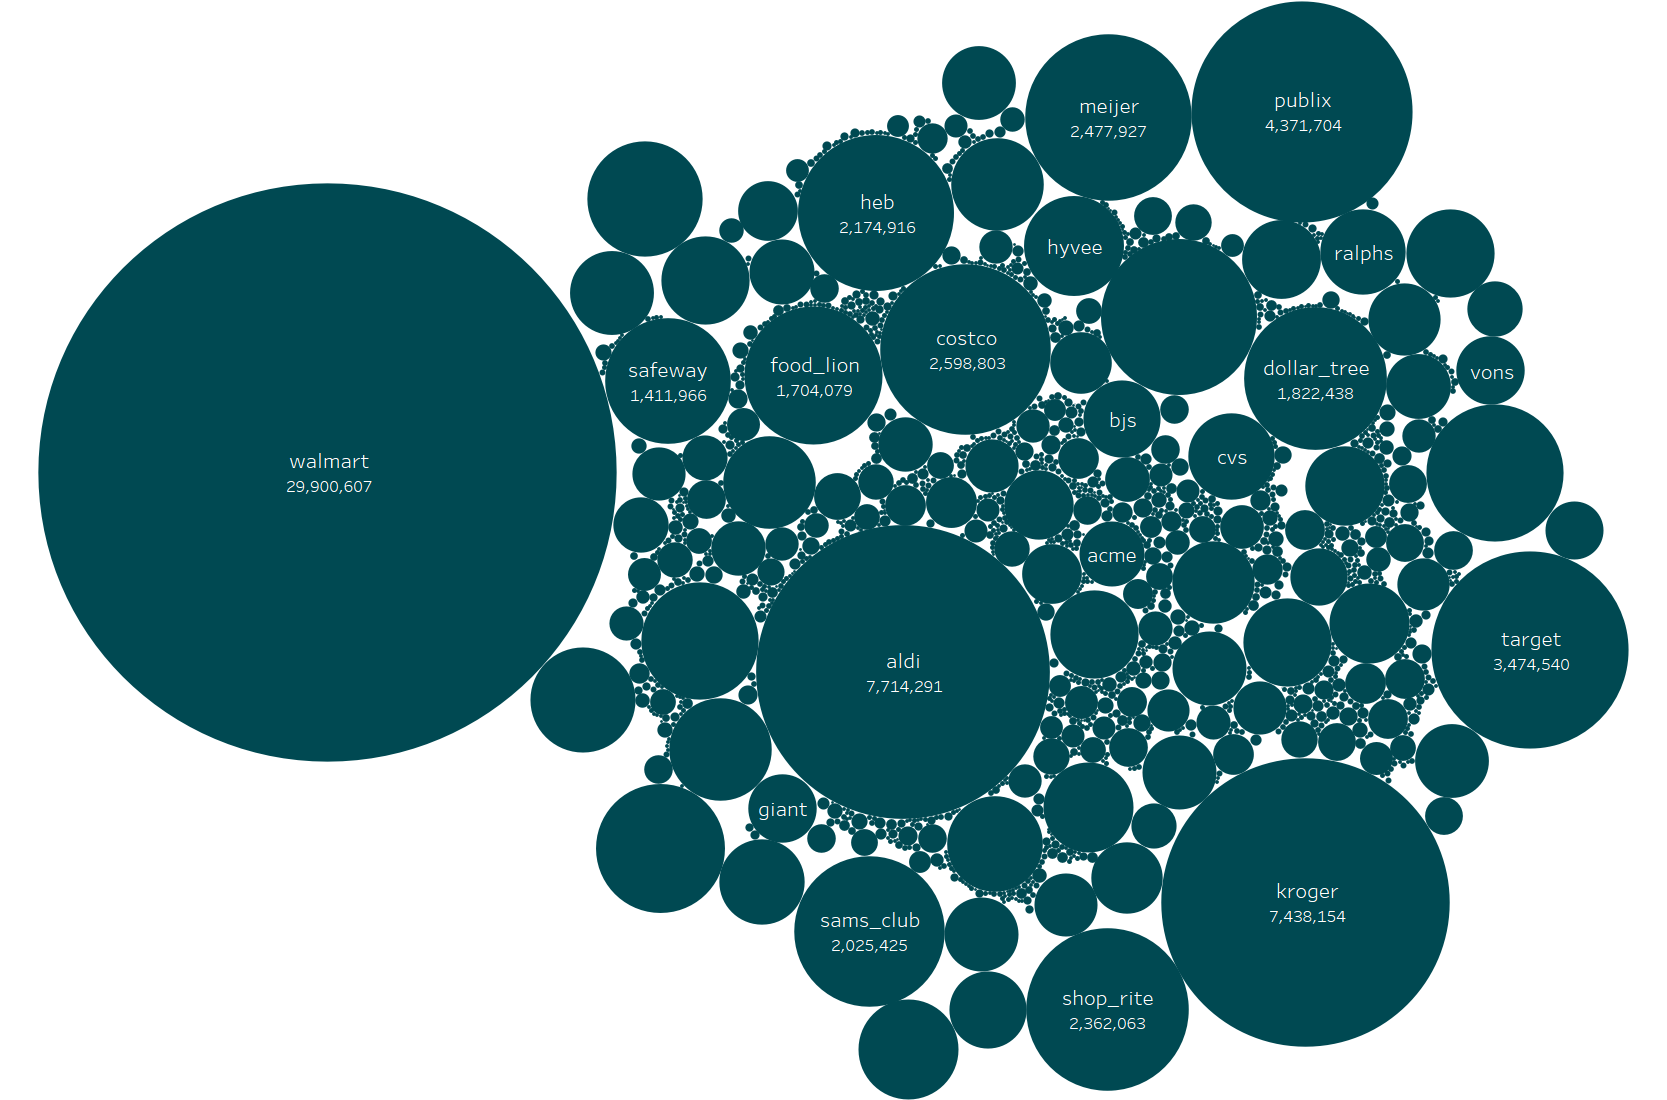 publix
4,371,704
meijer
2,477,927
heb
2,174,916
hyvee
ralphs
costco
2,598,803
food_lion
1,704,079
safeway
1,411,966
dollar_tree
1,822,438
vons
bjs
cvs
walmart
29,900,607
acme
target
3,474,540
aldi
7,714,291
giant
kroger
7,438,154
sams_club
2,025,425
shop_rite
2,362,063